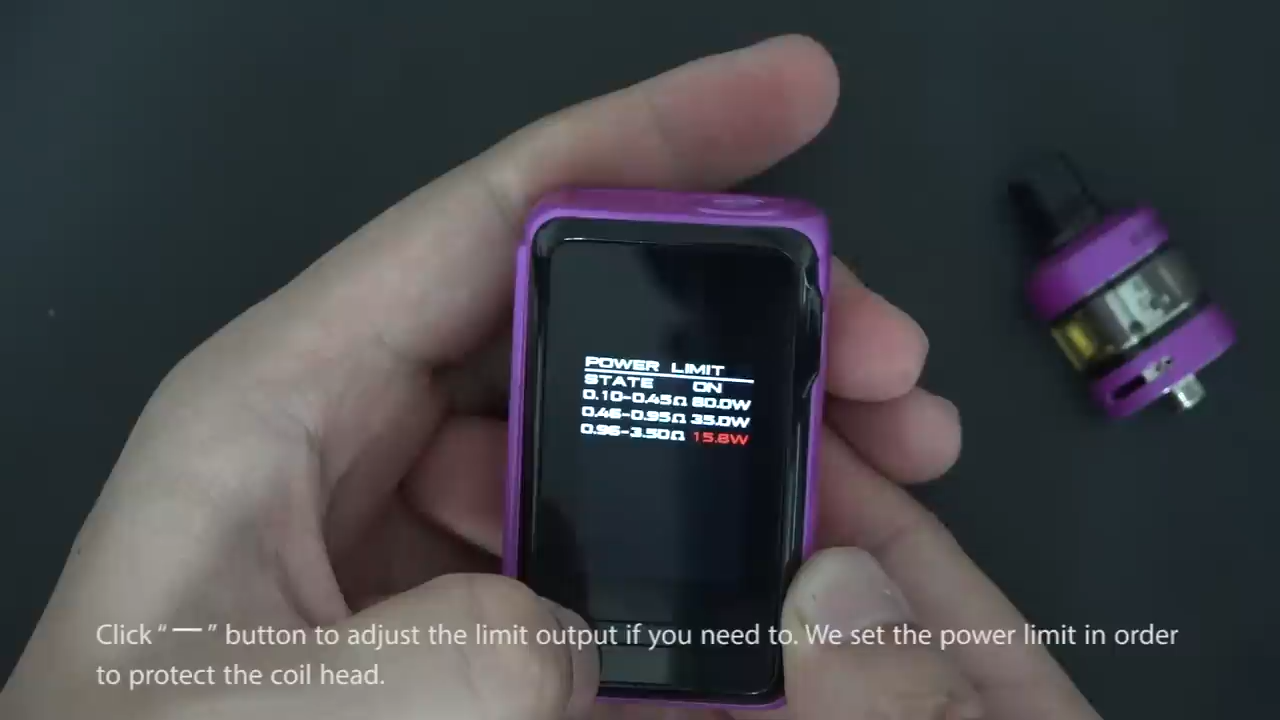 POWER LIMIT
STATE ON
0.10-0.45Ω 80.0W
0.46-0.95Ω 35.0W
0.96-3.50Ω 15.8W
Click “ — ” button to adjust the limit output if you need to. We set the power limit in order
to protect the coil head.